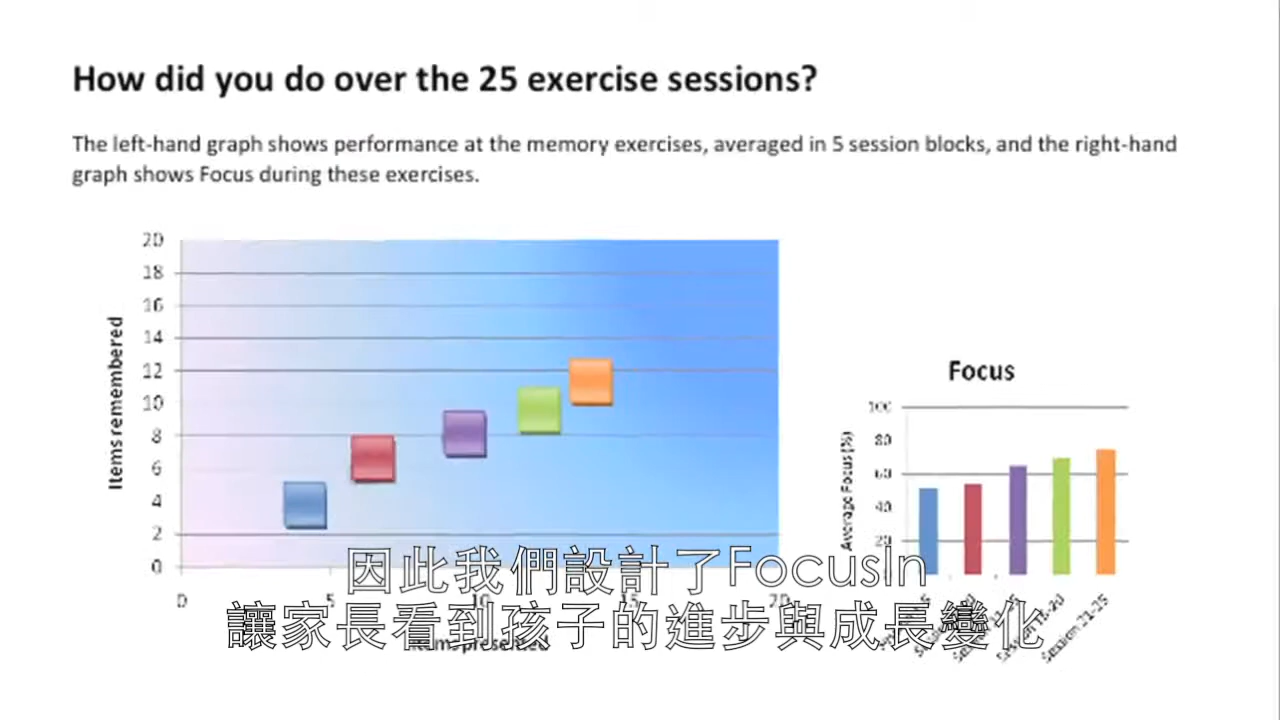 How did you do over the 25 exercise sessions?
The left-hand graph shows performance at the memory exercises, averaged in 5 session blocks, and the right-hand
graph shows Focus during these exercises.
20
18
16
14
12
10
8
6
4
2
0
Items remembered
0
5
10
15
20
Items presented
Focus
100
80
60
40
20
Average Focus (%)
Session 21-25
因此我們設計了FocusIn
讓家長看到孩子的進步與成長變化